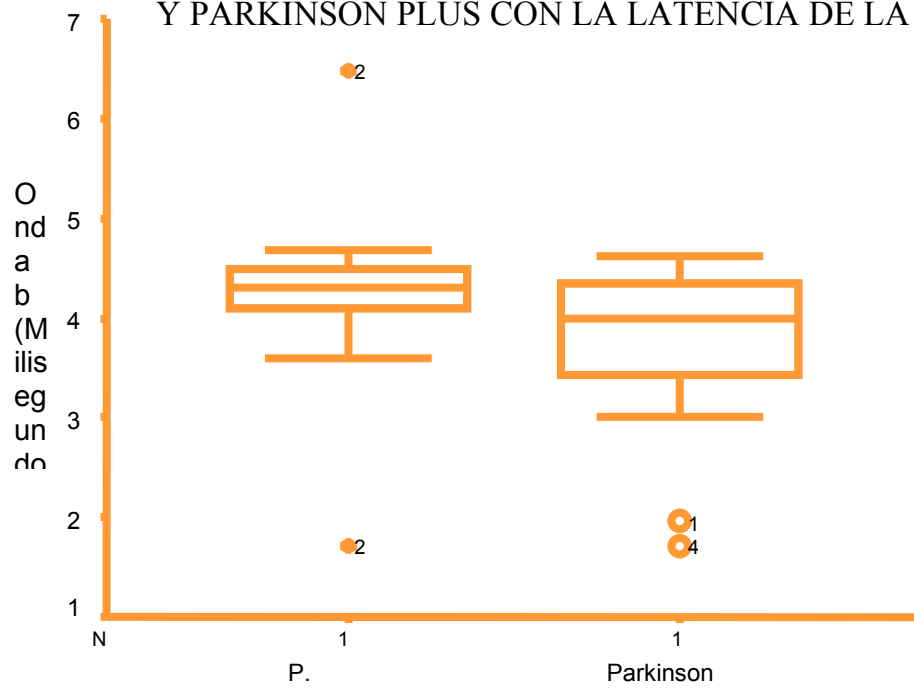 Y PARKINSON PLUS CON LA LATENCIA DE LA
7
6
5
4
3
2
1
O
nd
a
b
(M
ilis
eg
un
do
2
2
1
4
N
1
1
P.
Parkinson